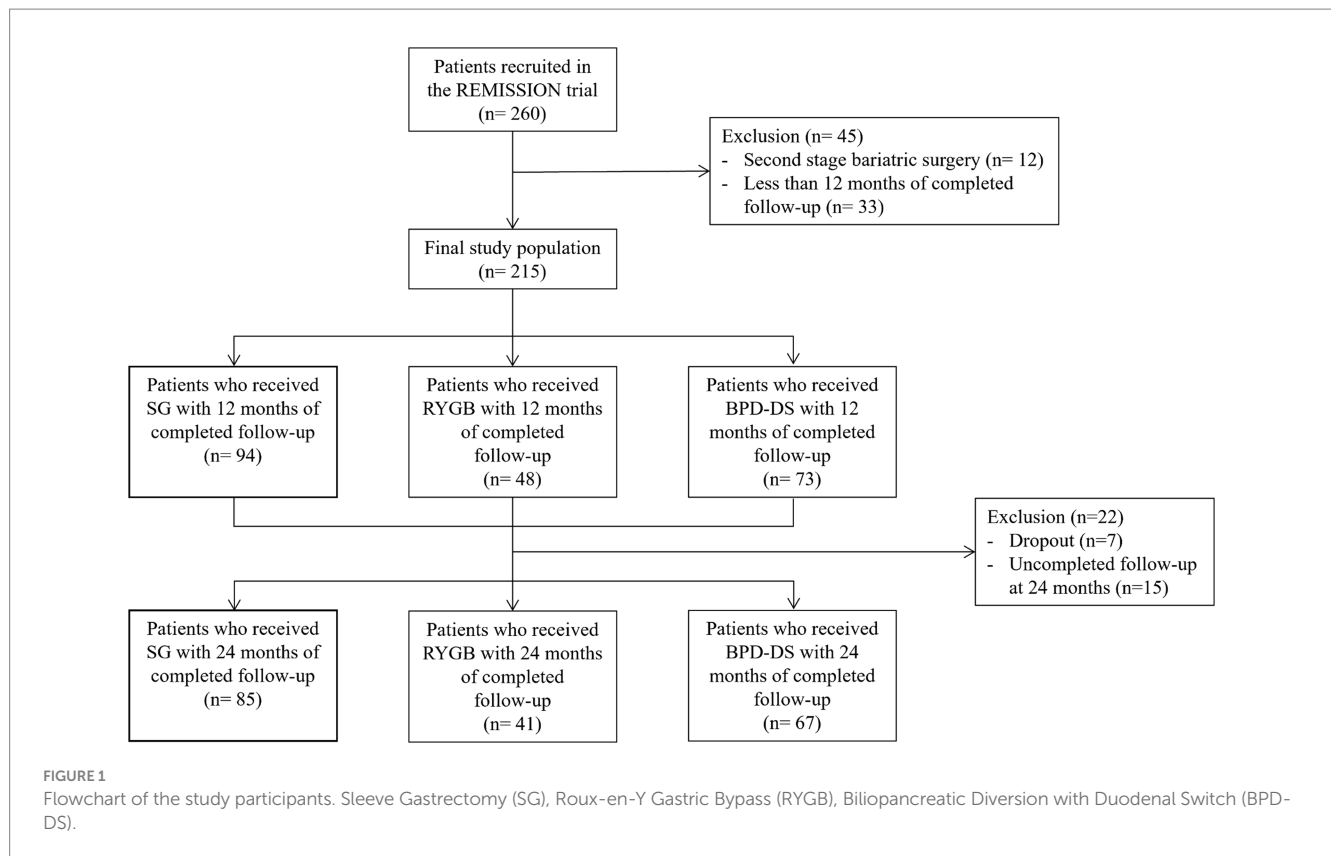 Patients recruited in
the REMISSION trial
(n= 260)
Exclusion (n= 45)
- Second stage bariatric surgery (n= 12)
- Less than 12 months of completed
follow-up (n= 33)
Final study population
(n= 215)
Patients who received
SG with 12 months of
completed follow-up
(n= 94)
Patients who received
RYGB with 12 months
of completed
follow-up
(n= 48)
Patients who received
BPD-DS with 12
months of completed
follow-up
(n= 73)
Exclusion (n=22)
- Dropout (n=7)
- Uncompleted follow-up
at 24 months (n=15)
Patients who received
SG with 24 months of
completed follow-up
(n= 85)
Patients who received
RYGB with 24 months
of completed
follow-up
(n= 41)
Patients who received
BPD-DS with 24
months of completed
follow-up
(n= 67)
FIGURE 1
Flowchart of the study participants. Sleeve Gastrectomy (SG), Roux-en-Y Gastric Bypass (RYGB), Biliopancreatic Diversion with Duodenal Switch (BPD-
DS).